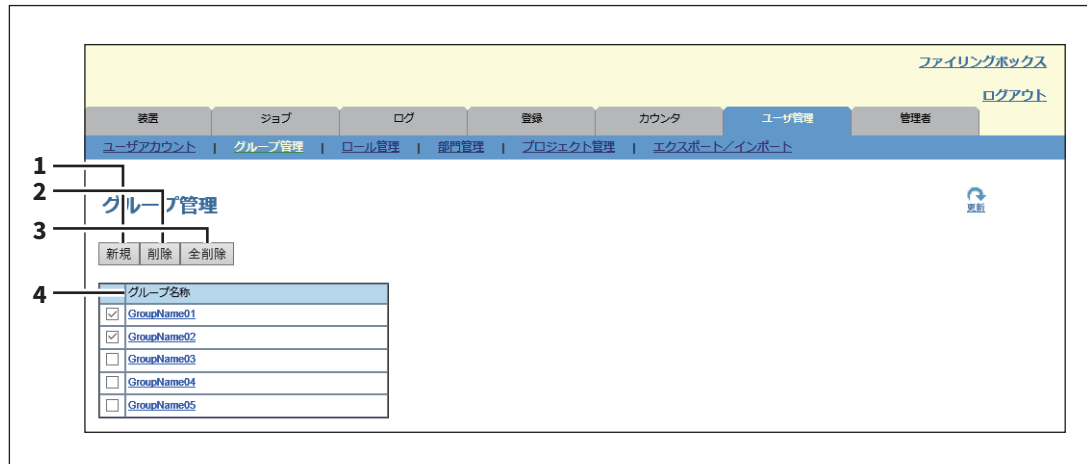 ファイリングボックス
ログアウト
装置 ジョブ ログ 登録 カウンタ ユーザ管理 管理者
ユーザアカウント | グループ管理 | ロール管理 | 部門管理 | プロジェクト管理 | エクスポート／インポート
1
2
グループ管理
更新
3
新規 削除 全削除
4
グループ名称
GroupName01
GroupName02
GroupName03
GroupName04
GroupName05